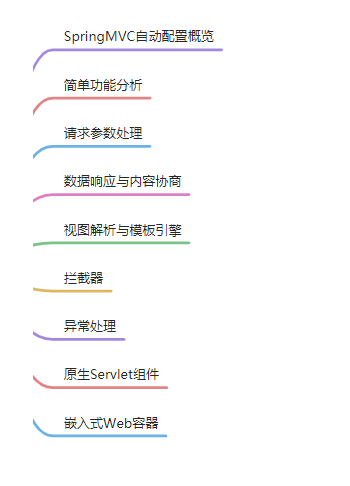 SpringMVC自动配置概览
简单功能分析
请求参数处理
数据响应与内容协商
视图解析与模板引擎
拦截器
异常处理
原生Servlet组件
嵌入式Web容器